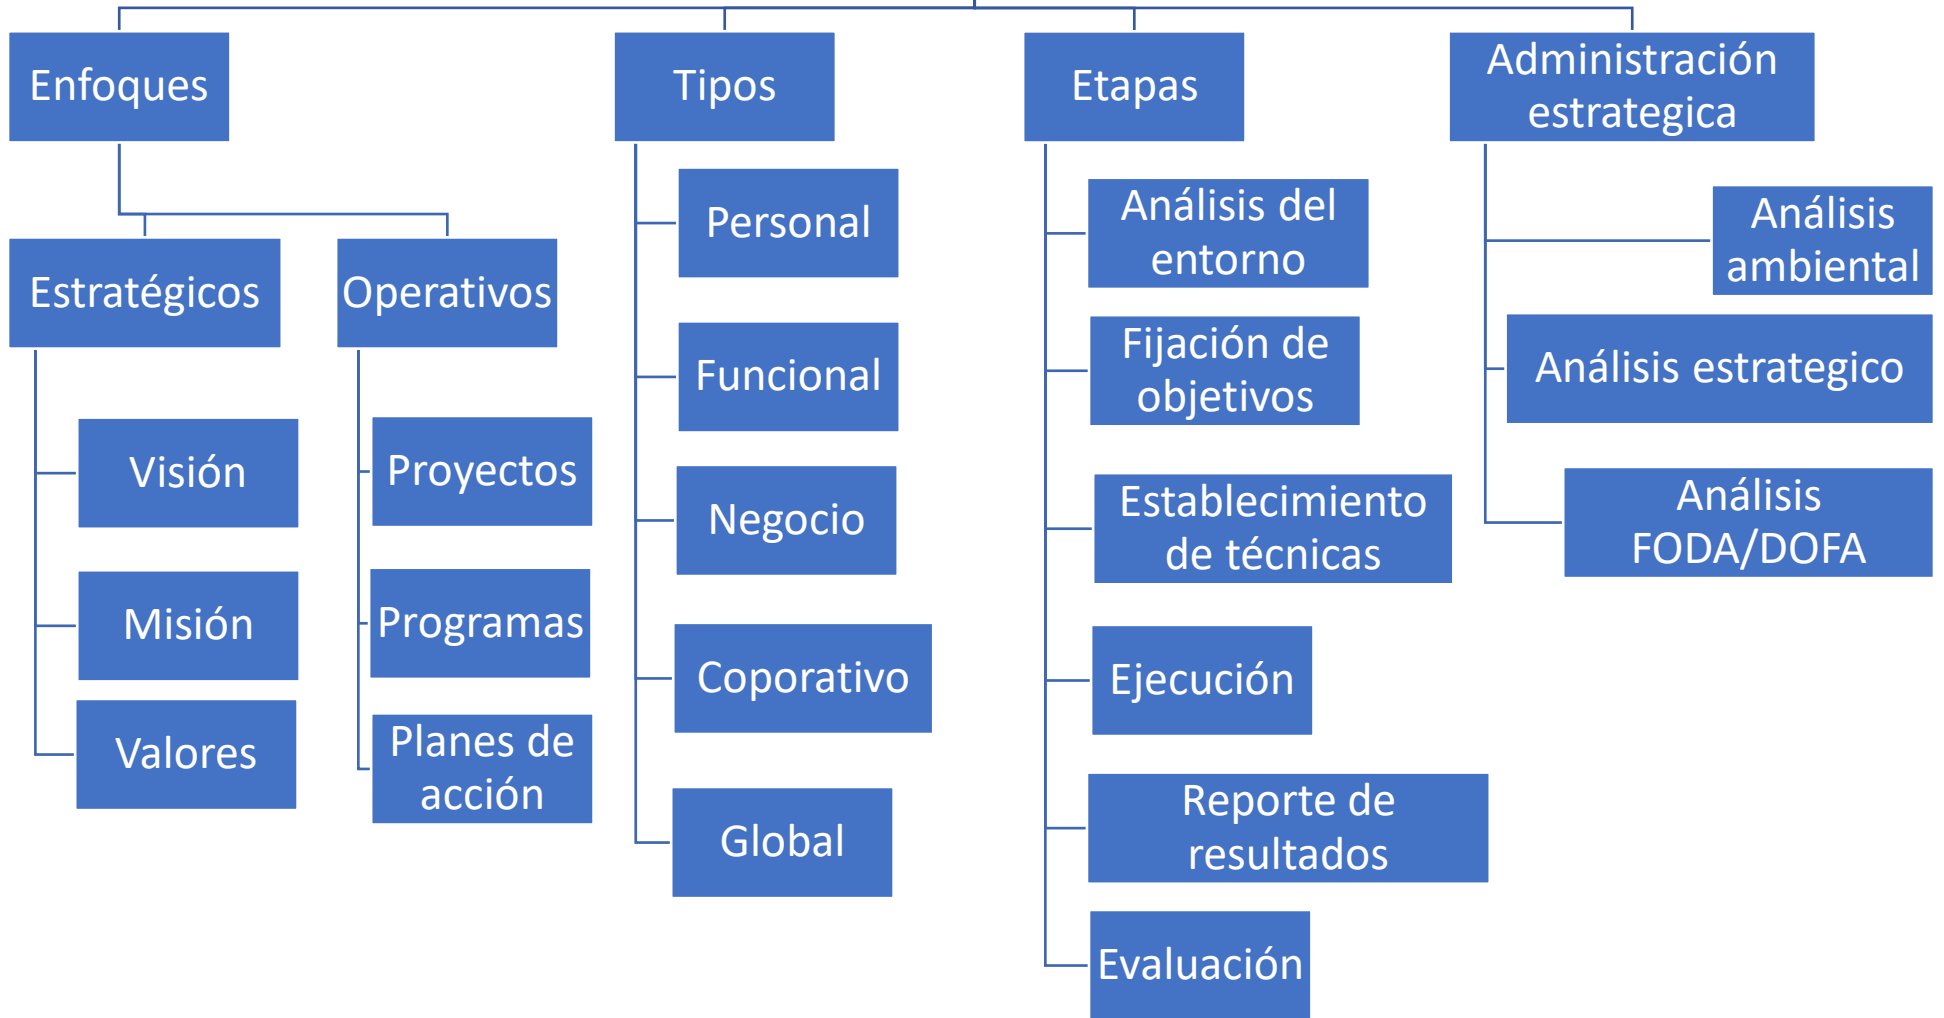 Enfoques
Estratégicos
Visión
Misión
Valores
Operativos
Proyectos
Programas
Planes de
acción
Tipos
Personal
Funcional
Negocio
Coporativo
Global
Etapas
Análisis del
entorno
Fijación de
objetivos
Establecimiento
de técnicas
Ejecución
Reporte de
resultados
Evaluación
Administración
estrategica
Análisis
ambiental
Análisis estrategico
Análisis
FODA/DOFA